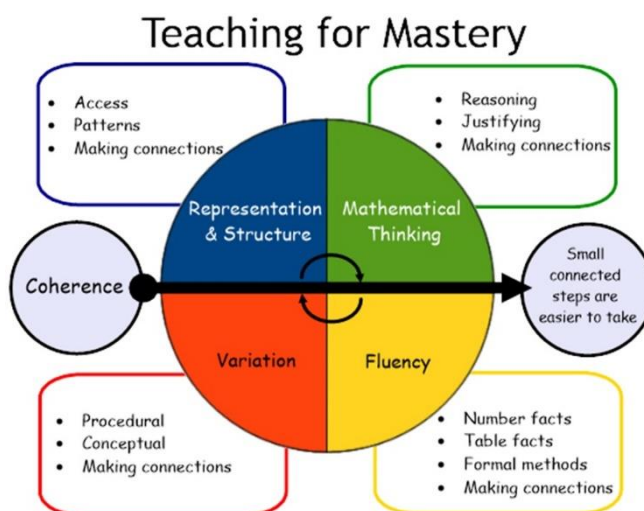 Teaching for Mastery
• Access
• Patterns
• Making connections
• Reasoning
• Justifying
• Making connections
Representation
& Structure
Mathematical
Thinking
Coherence
Small
connected
steps are
easier to take
Variation
Fluency
• Procedural
• Conceptual
• Making connections
• Number facts
• Table facts
• Formal methods
• Making connections